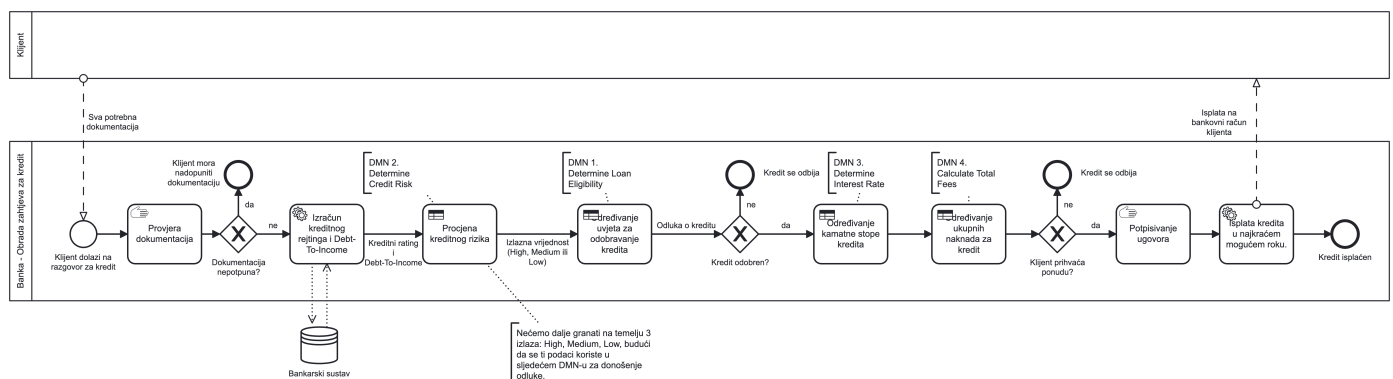 Klijent
Sva potrebna
dokumentacija
Isplata na
bankovni račun
klijenta
Banka - Obrada zahtjeva za kredit
Klijent dolazi na
razgovor za kredit
Provjera
dokumentacija
Klijent mora
nadopuniti
dokumentaciju
da
ne
Dokumentacija
nepotpuna?
Izračun
kreditnog
rejtinga i Debt-
To-Income
Bankarski sustav
Kreditni rating
i
Debt-To-Income
DMN 2.
Determine
Credit Risk
Procjena
kreditnog rizika
Nećemo dalje granati na temelju 3
izlaza: High, Medium, Low, budući
da se ti podaci koriste u
sljedećem DMN-u za donošenje
odluke.
Izlazna vrijednost
(High, Medium ili
Low)
DMN 1.
Determine Loan
Eligibility
Određivanje
uvjeta za
odobravanje
kredita
Odluka o kreditu
Kredit se odbija
ne
da
Kredit odobren?
DMN 3.
Determine
Interest Rate
Određivanje
kamatne stope
kredita
DMN 4.
Calculate Total
Fees
Određivanje
ukupnih
naknada za
kredit
Kredit se odbija
ne
da
Klijent prihvaća
ponudu?
Potpisivanje
ugovora
Isplata kredita
u najkraćem
mogućem roku.
Kredit isplaćen